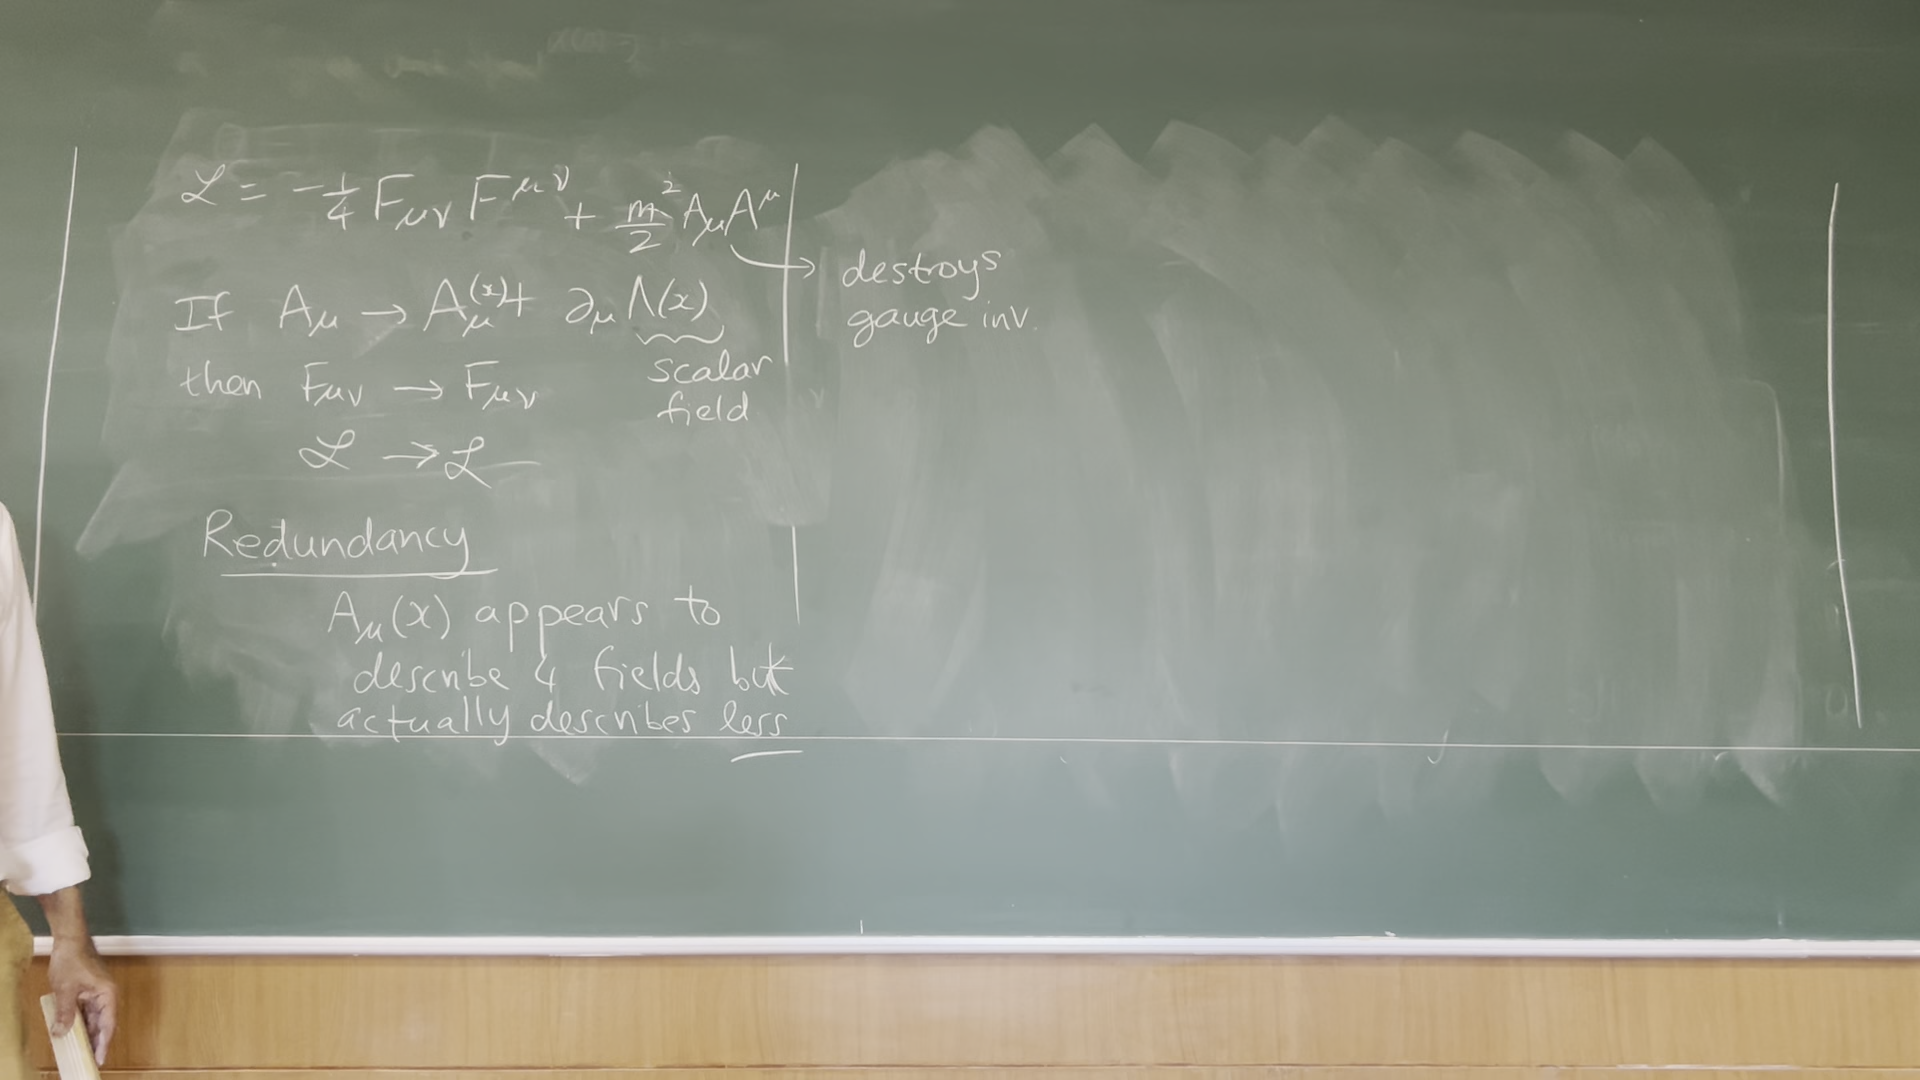 ℒ = -1/4 F_μν F^μν + m²/2 A_μ A^μ
→ destroys
gauge inv.
If A_μ → A_μ(x) + ∂_μ Λ(x)
scalar
field
then F_μν → F_μν
ℒ → ℒ
Redundancy
A_μ(x) appears to
describe 4 fields but
actually describes less